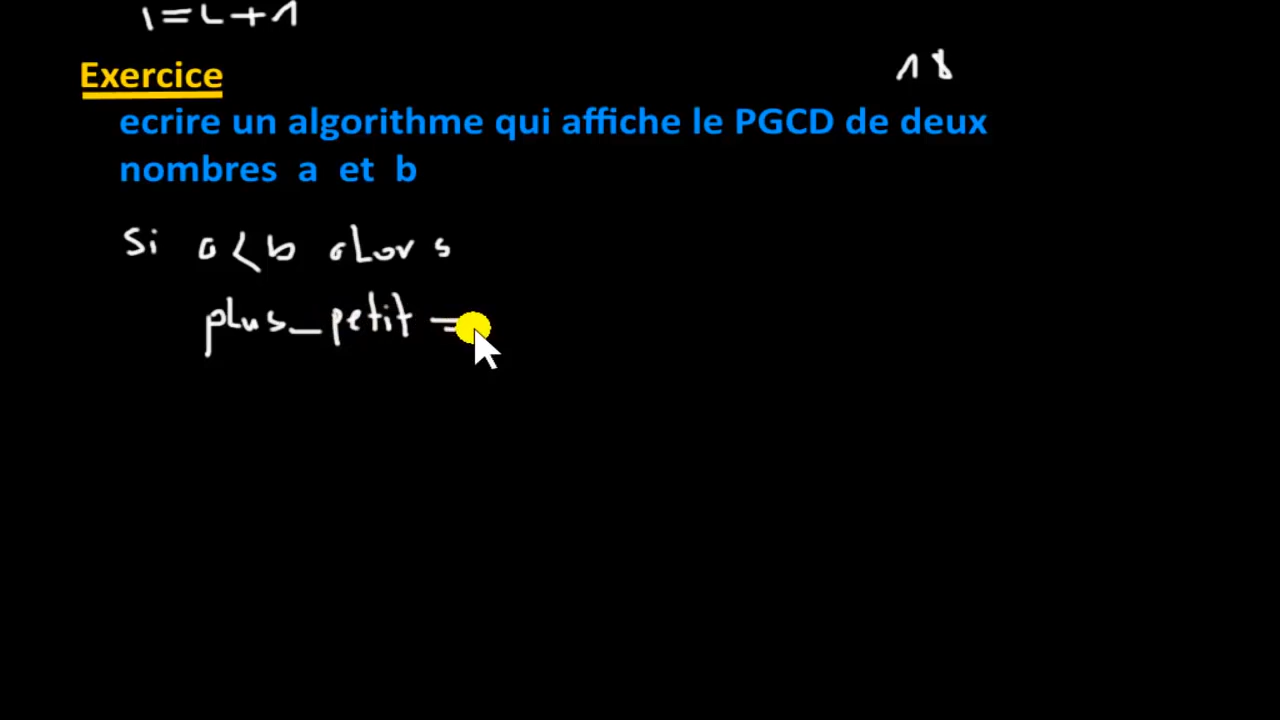 i = i + 1
Exercice
18
ecrire un algorithme qui affiche le PGCD de deux
nombres a et b
Si a < b alors
plus_petit =